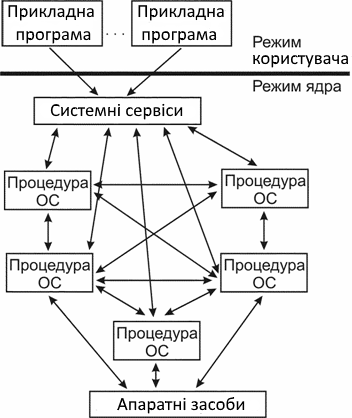 Прикладна
програма
. . .
Прикладна
програма
Режим
користувача
Режим ядра
Системні сервіси
Процедура
ОС
Процедура
ОС
Процедура
ОС
Процедура
ОС
Процедура
ОС
Апаратні засоби